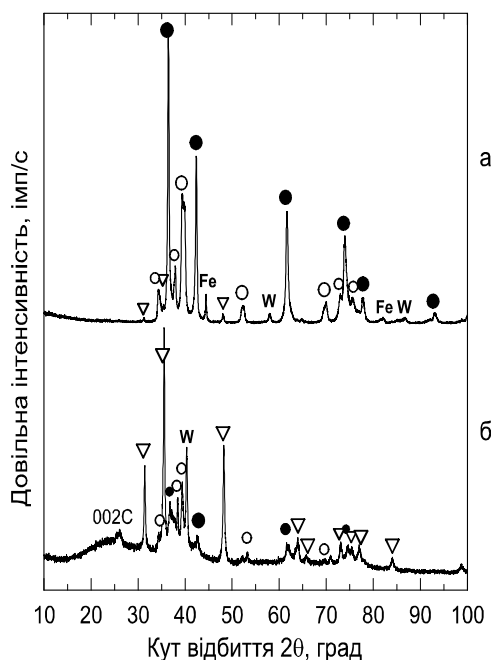 Довільна інтенсивність, імп/с
а
Fe
W
Fe W
б
W
002C
10 20 30 40 50 60 70 80 90 100
Кут відбиття 2θ, град